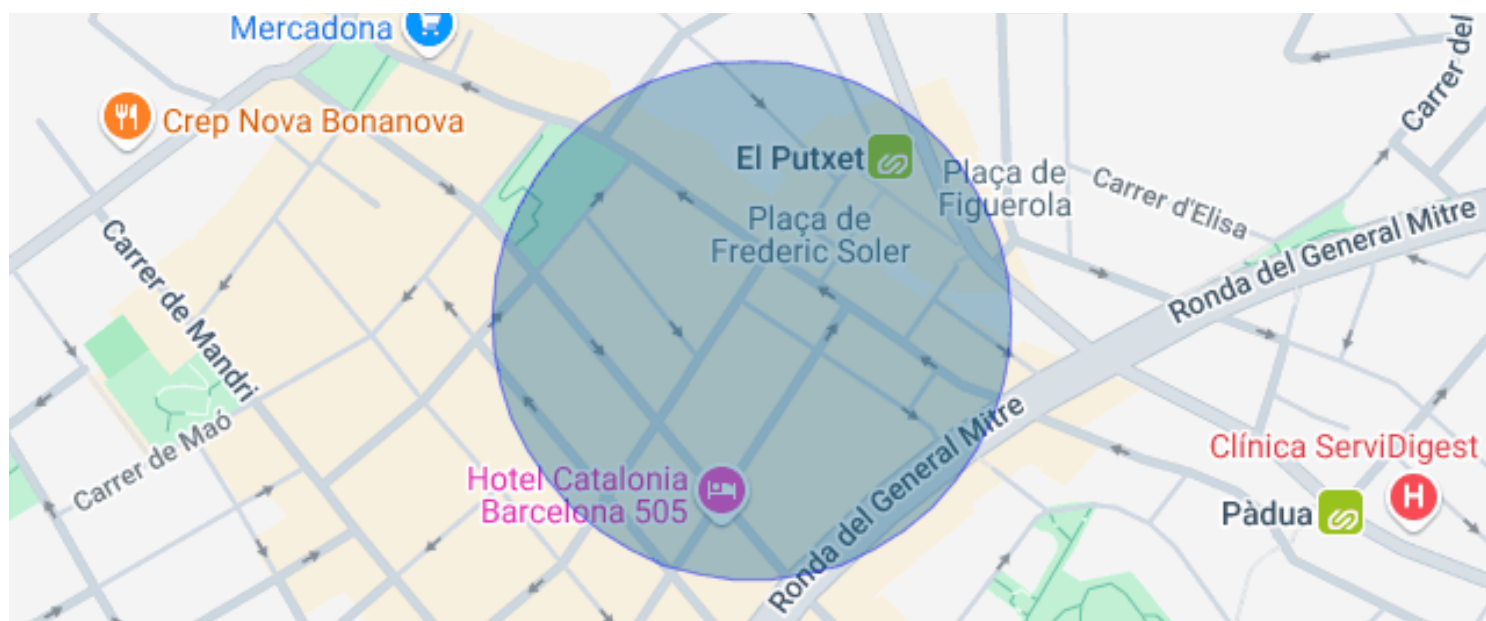 Mercadona
Crep Nova Bonanova
Carrer del
El Putxet
Plaça de
Figuerola
Carrer d'Elisa
Plaça de
Frederic Soler
Ronda del General Mitre
Carrer de Mandri
Carrer de Maó
Hotel Catalonia
Barcelona 505
Ronda del General Mitre
Clínica ServiDigest
H
Pàdua